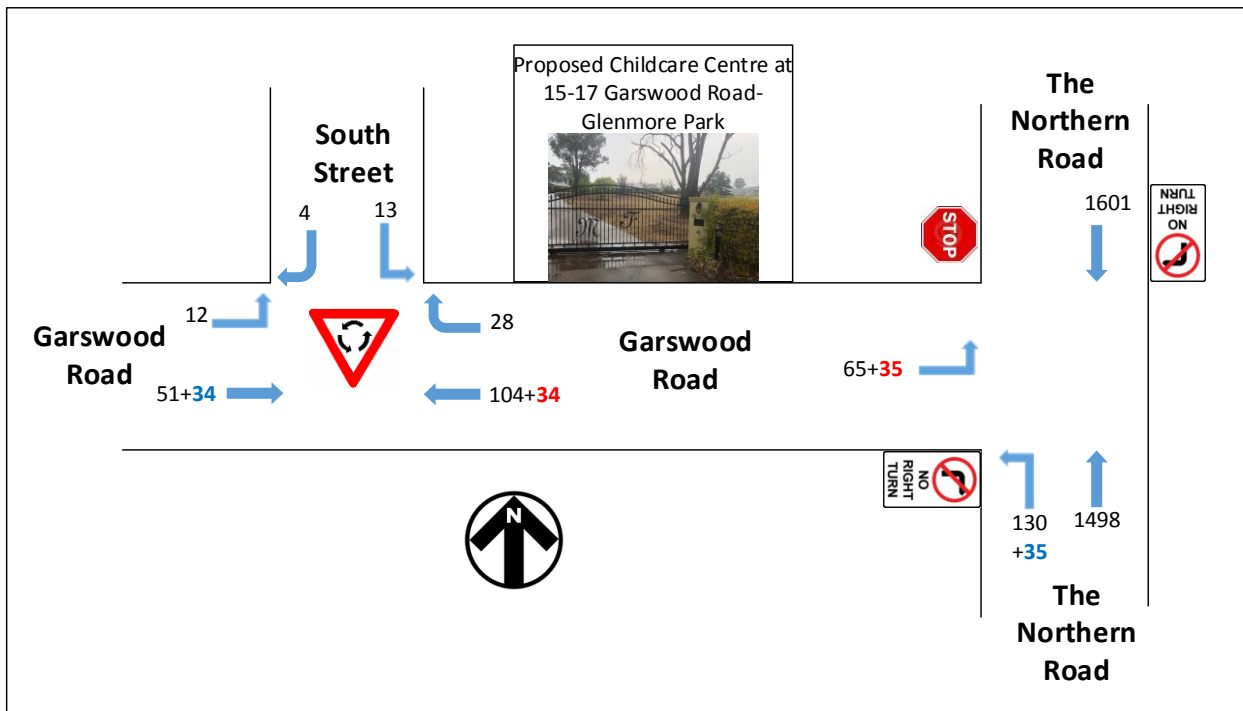 Proposed Childcare Centre at
15-17 Garswood Road-
Glenmore Park
The
Northern
Road
South
Street
4
13
1601
NO
RIGHT
TURN
STOP
12
28
Garswood
Road
Garswood
Road
65+35
51+34
104+34
NO
RIGHT
TURN
N
130
+35
1498
The
Northern
Road
M
F